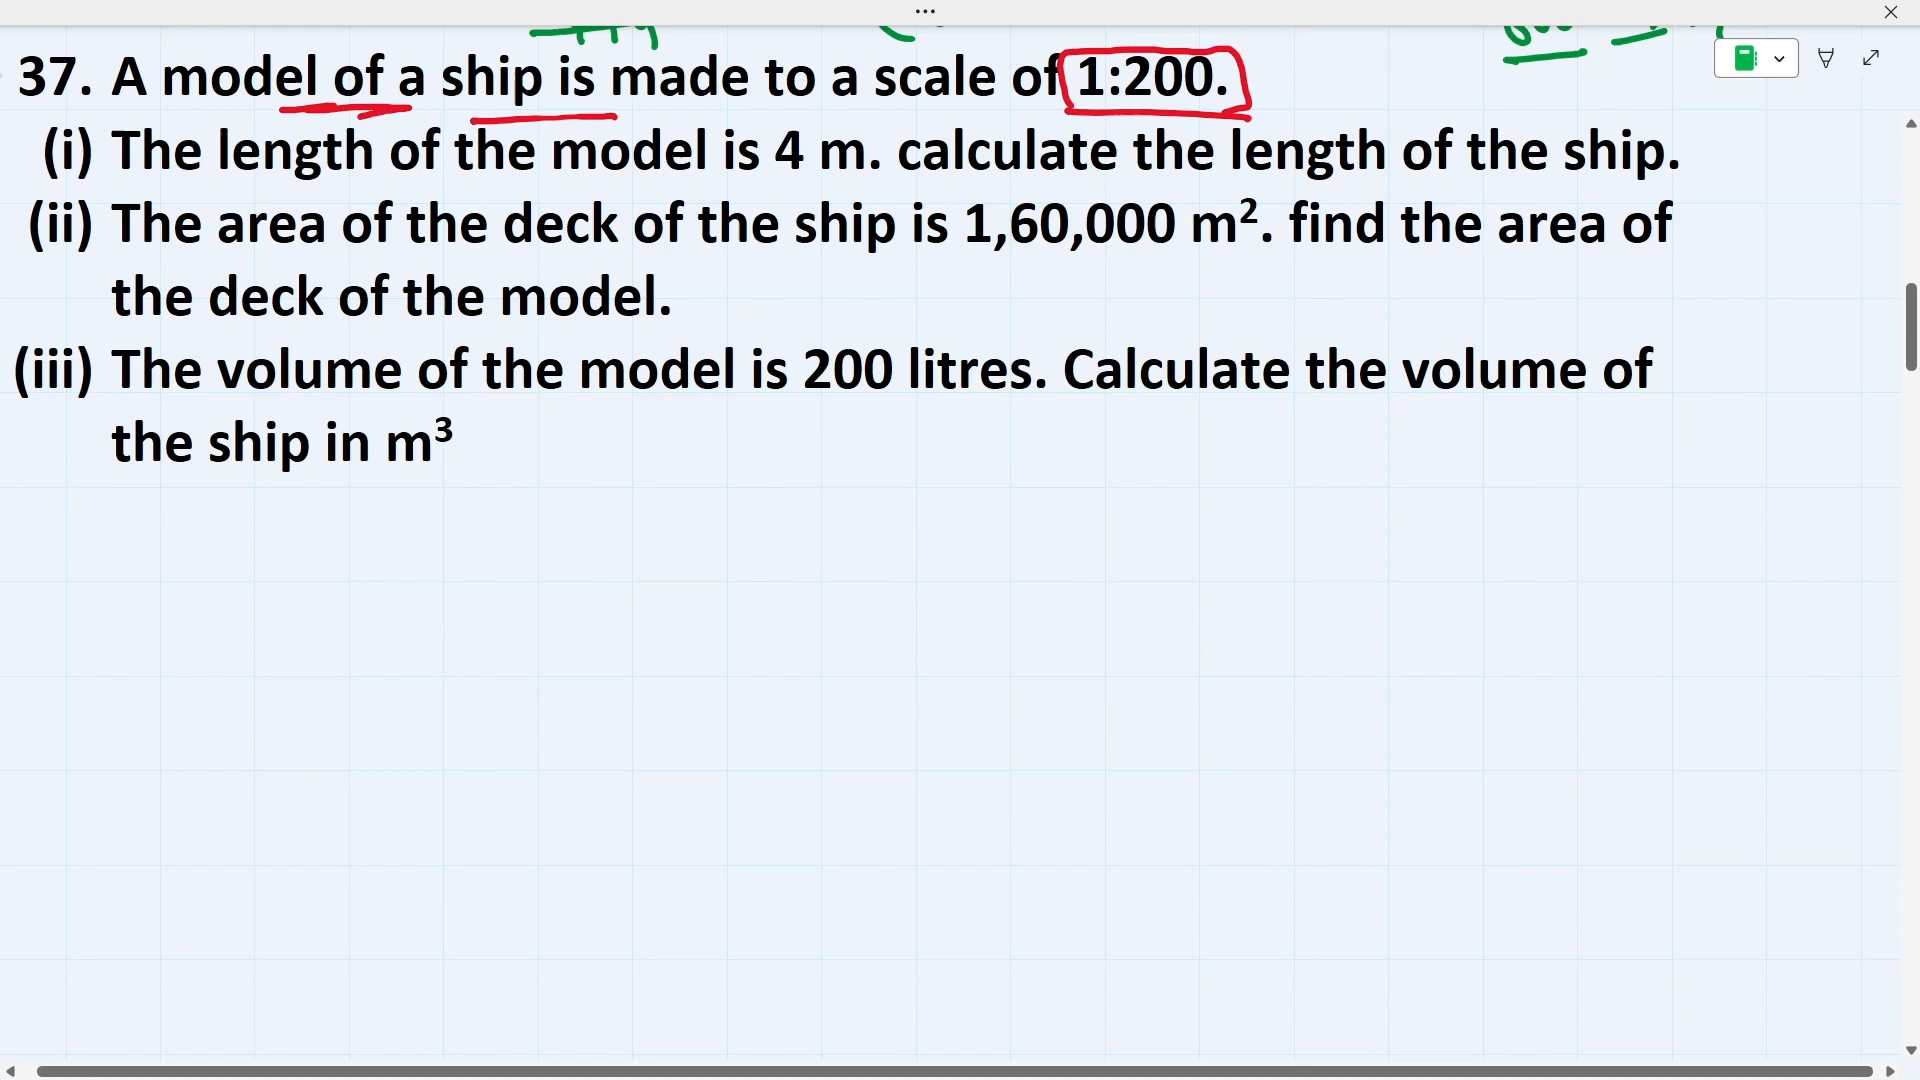 37. A model of a ship is made to a scale of 1:200.
(i) The length of the model is 4 m. calculate the length of the ship.
(ii) The area of the deck of the ship is 1,60,000 m². find the area of
the deck of the model.
(iii) The volume of the model is 200 litres. Calculate the volume of
the ship in m³